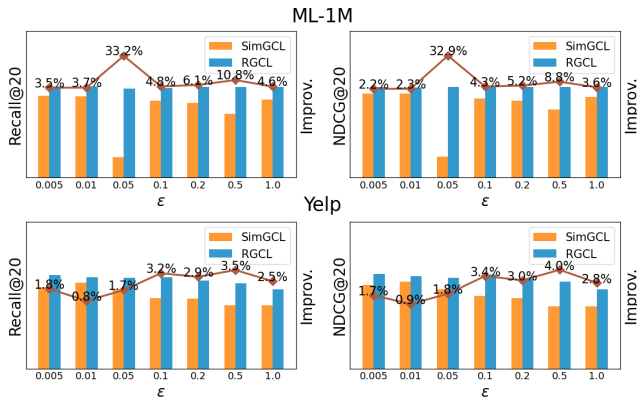 ML-1M
Recall@20
33.2%
3.5% 3.7% 4.8% 6.1% 10.8% 4.6%
SimGCL
RGCL
Improv.
0.005 0.01 0.05 0.1 0.2 0.5 1.0
ε
NDCG@20
32.9%
2.2% 2.3% 4.3% 5.2% 8.8% 3.6%
SimGCL
RGCL
Improv.
0.005 0.01 0.05 0.1 0.2 0.5 1.0
ε
Yelp
Recall@20
1.8% 0.8% 1.7% 3.2% 2.9% 3.5% 2.5%
SimGCL
RGCL
Improv.
0.005 0.01 0.05 0.1 0.2 0.5 1.0
ε
NDCG@20
1.7% 0.9% 1.8% 3.4% 3.0% 4.0% 2.8%
SimGCL
RGCL
Improv.
0.005 0.01 0.05 0.1 0.2 0.5 1.0
ε